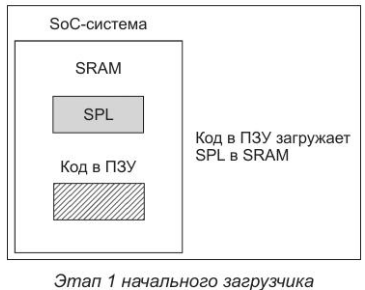 SoC-система
SRAM
SPL
Код в ПЗУ
Код в ПЗУ загружает
SPL в SRAM
Этап 1 начального загрузчика